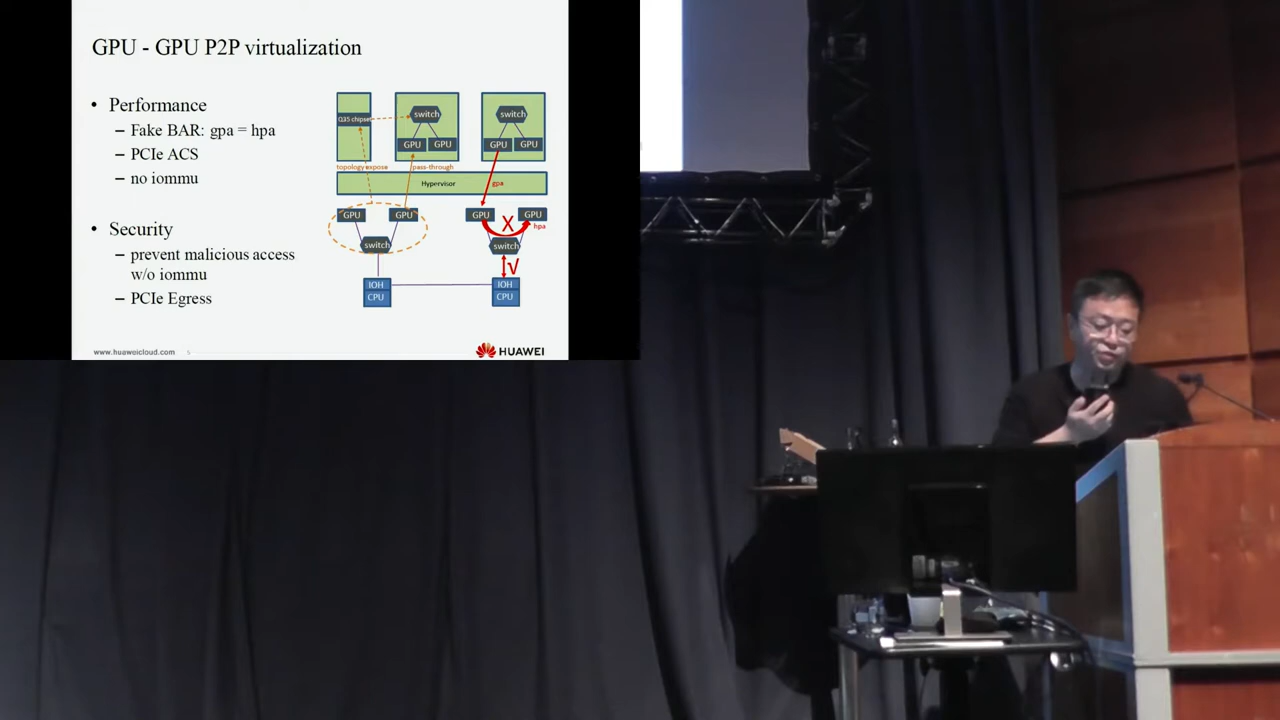 GPU - GPU P2P virtualization
• Performance
– Fake BAR: gpa = hpa
– PCIe ACS
– no iommu
• Security
– prevent malicious access
w/o iommu
– PCIe Egress
Q35 chipset
switch
GPU
GPU
switch
GPU
GPU
topology expose
pass-through
Hypervisor
gpa
GPU
GPU
GPU
GPU
X
hpa
switch
switch
√
IOH
CPU
IOH
CPU
www.huaweicloud.com
5
HUAWEI